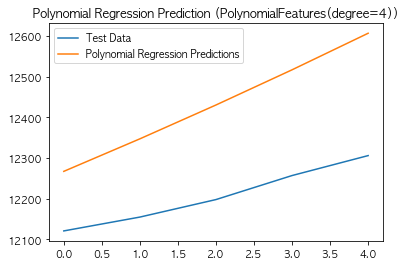 Polynomial Regression Prediction (PolynomialFeatures(degree=4))
Test Data
Polynomial Regression Predictions
12600
12500
12400
12300
12200
12100
0.0 0.5 1.0 1.5 2.0 2.5 3.0 3.5 4.0